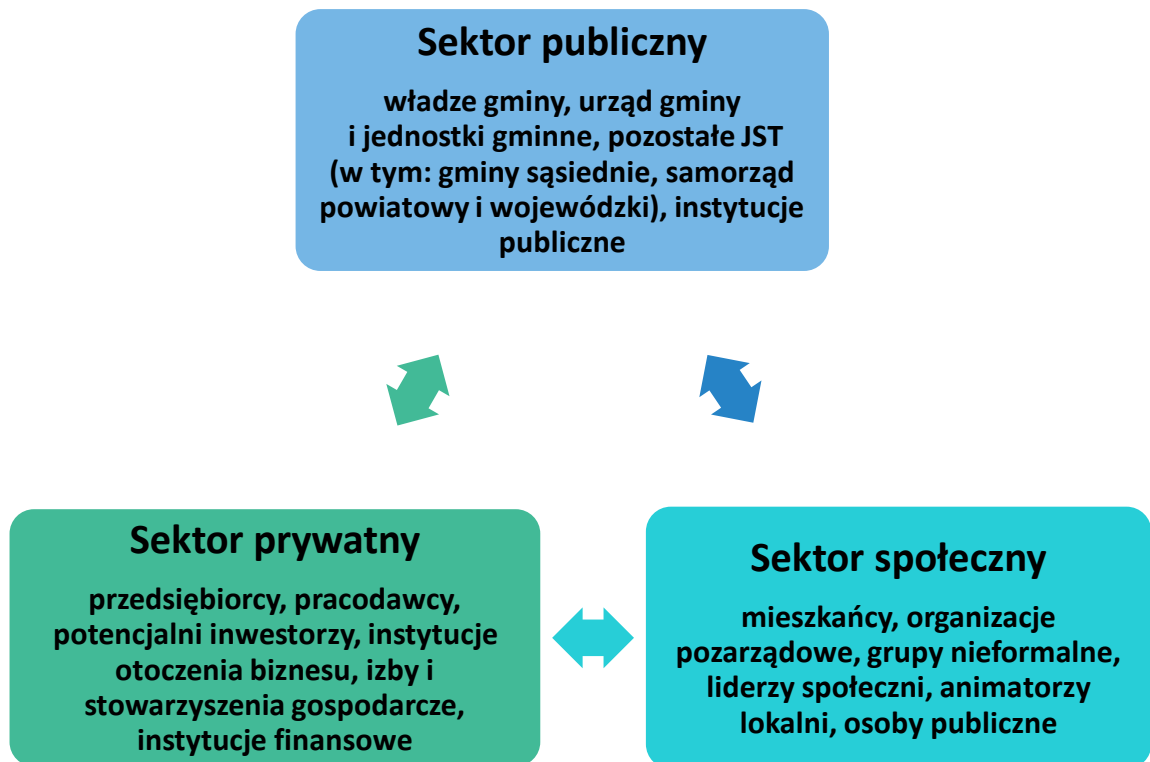 Sektor publiczny
władze gminy, urząd gminy
i jednostki gminne, pozostałe JST
(w tym: gminy sąsiednie, samorząd
powiatowy i wojewódzki), instytucje
publiczne
Sektor prywatny
przedsiębiorcy, pracodawcy,
potencjalni inwestorzy, instytucje
otoczenia biznesu, izby i
stowarzyszenia gospodarcze,
instytucje finansowe
Sektor społeczny
mieszkańcy, organizacje
pozarządowe, grupy nieformalne,
liderzy społeczni, animatorzy
lokalni, osoby publiczne